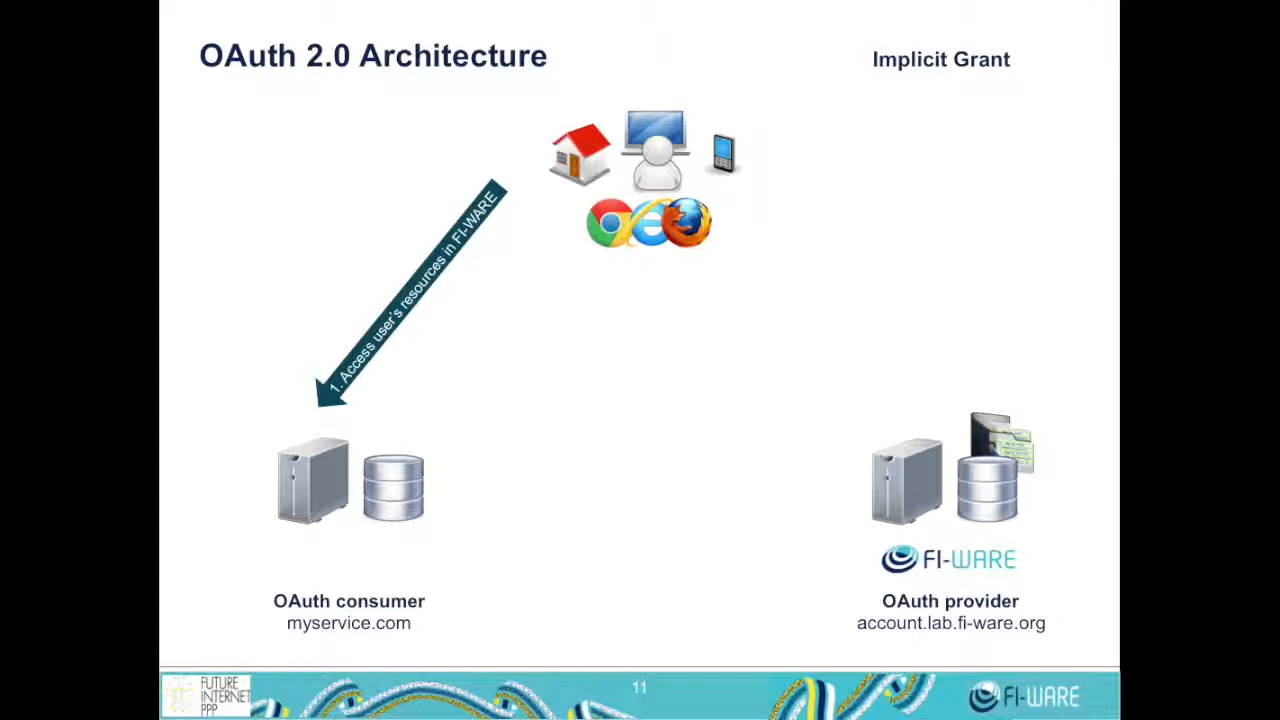 OAuth 2.0 Architecture
Implicit Grant
1. Access user's resources in FI-WARE
FI-WARE
OAuth consumer
myservice.com
OAuth provider
account.lab.fi-ware.org
FUTURE
INTERNET
PPP
11
FI-WARE